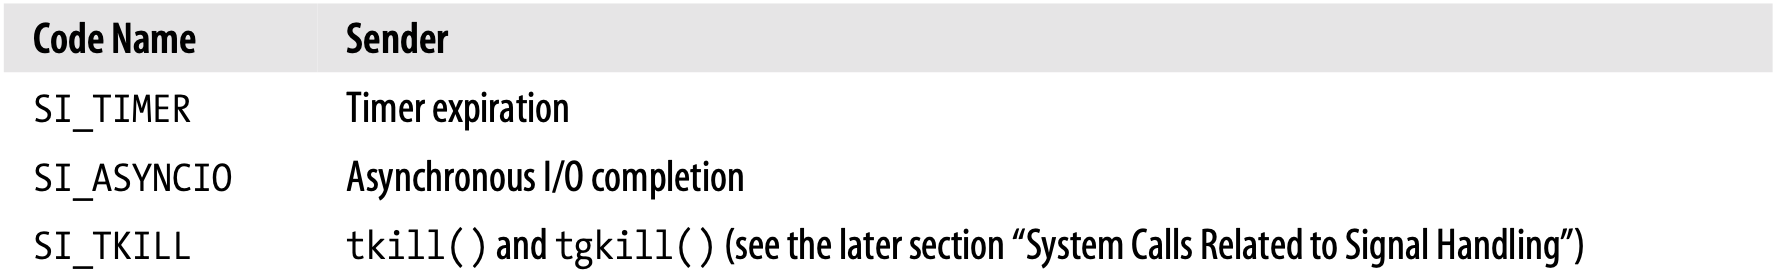 Code Name Sender
SI_TIMER Timer expiration
SI_ASYNCIO Asynchronous I/O completion
SI_TKILL tkill() and tgkill() (see the later section “System Calls Related to Signal Handling”)